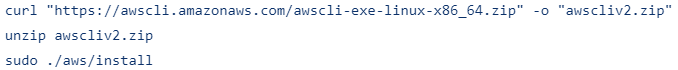 curl "https://awscli.amazonaws.com/awscli-exe-linux-x86_64.zip" -o "awscliv2.zip"
unzip awscliv2.zip
sudo ./aws/install